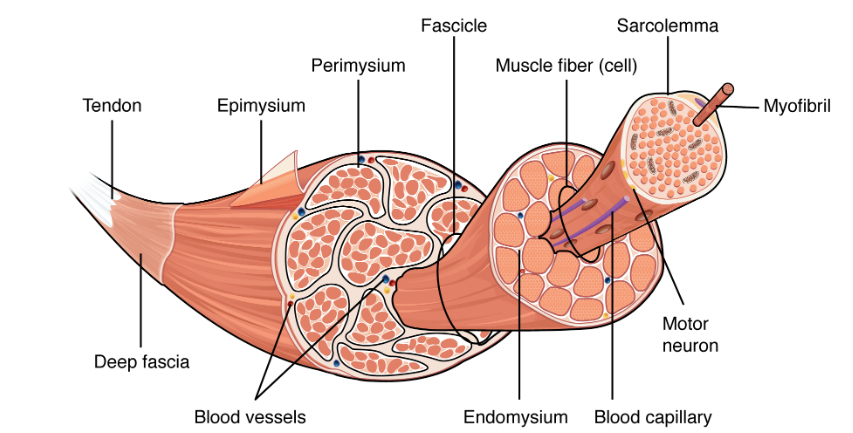 Fascicle
Sarcolemma
Perimysium
Muscle fiber (cell)
Tendon
Epimysium
Myofibril
Motor
neuron
Deep fascia
Blood vessels
Endomysium
Blood capillary